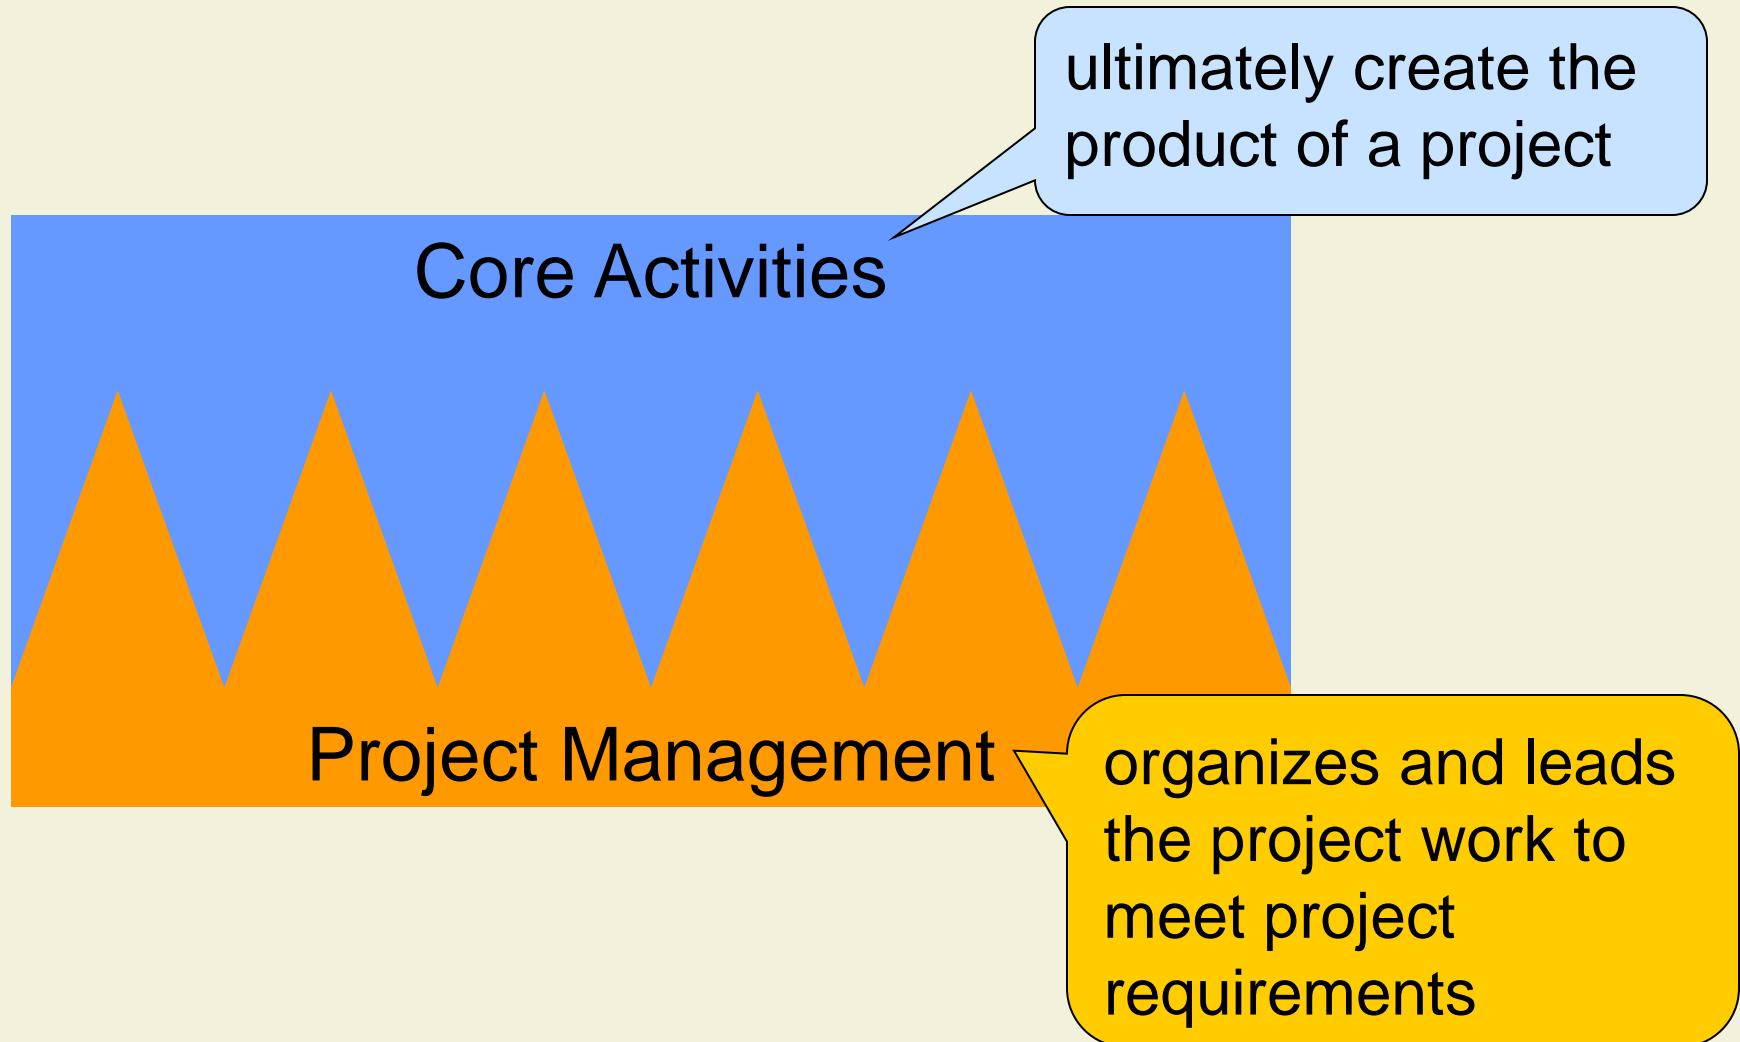 ultimately create the
product of a project
Core Activities
Project Management
organizes and leads
the project work to
meet project
requirements